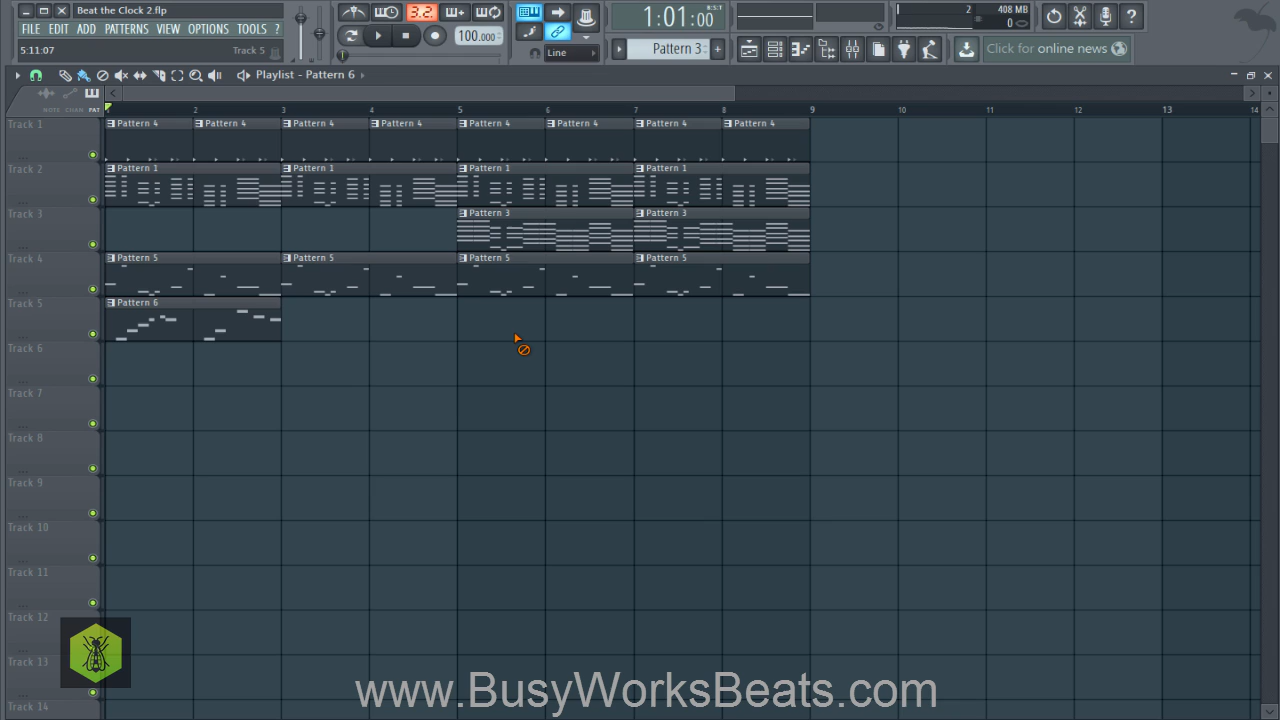 Beat the Clock 2.flp
FILE EDIT ADD PATTERNS VIEW OPTIONS TOOLS ?
5:11:07 Track 5
3.2.
100.000
Line
1:01:00
B:S:T
Pattern 3
2
408 MB
0
Click for online news
Playlist - Pattern 6
NOTE CHAN PAT
2 3 4 5 6 7 8 9 10 11 12 13 14
Track 1 Pattern 4 Pattern 4 Pattern 4 Pattern 4 Pattern 4 Pattern 4 Pattern 4 Pattern 4
Track 2 Pattern 1 Pattern 1 Pattern 1 Pattern 1
Track 3 Pattern 3 Pattern 3
Track 4 Pattern 5 Pattern 5 Pattern 5 Pattern 5
Track 5 Pattern 6
Track 6
Track 7
Track 8
Track 9
Track 10
Track 11
Track 12
Track 13
Track 14
www.BusyWorksBeats.com